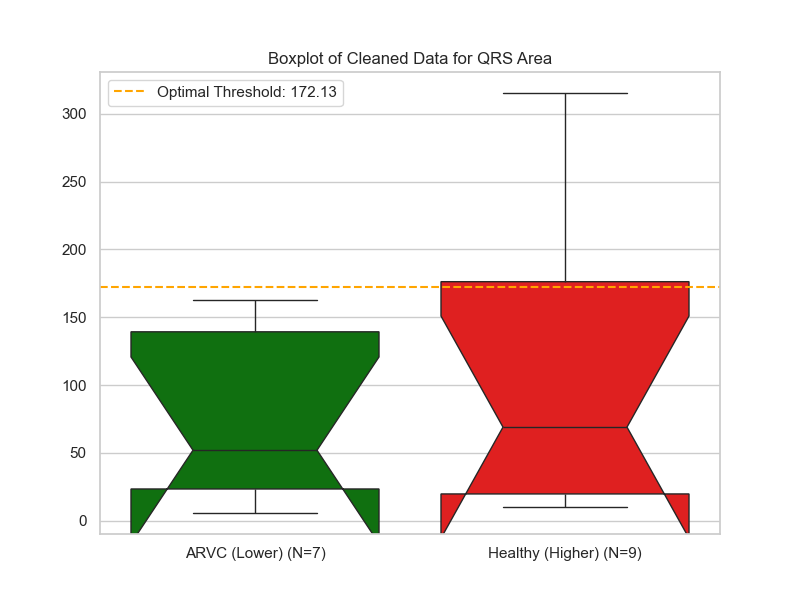 Boxplot of Cleaned Data for QRS Area
Optimal Threshold: 172.13
300
250
200
150
100
50
0
ARVC (Lower) (N=7)
Healthy (Higher) (N=9)